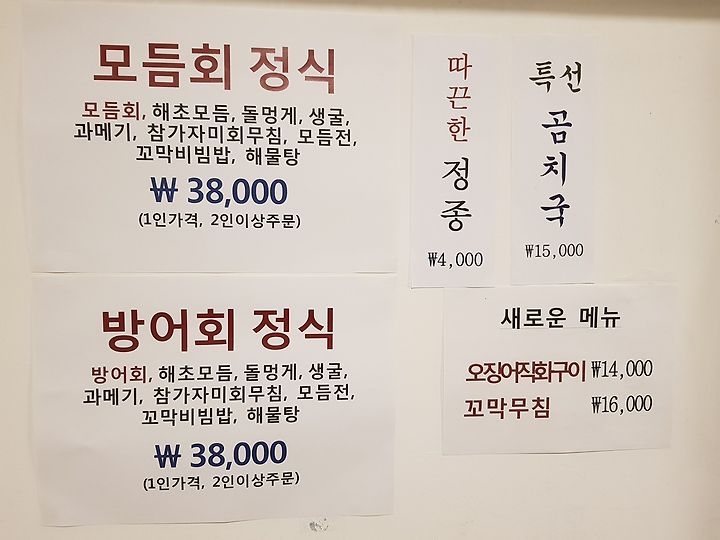 모듬회 정식
모듬회, 해초모듬, 돌멍게, 생굴,
과메기, 참가자미회무침, 모듬전,
꼬막비빔밥, 해물탕
₩ 38,000
(1인가격, 2인이상주문)
방어회 정식
방어회, 해초모듬, 돌멍게, 생굴,
과메기, 참가자미회무침, 모듬전,
꼬막비빔밥, 해물탕
₩ 38,000
(1인가격, 2인이상주문)
따끈한 정종
₩4,000
특선
곰치국
₩15,000
새로운 메뉴
오징어직화구이 ₩14,000
꼬막무침 ₩16,000